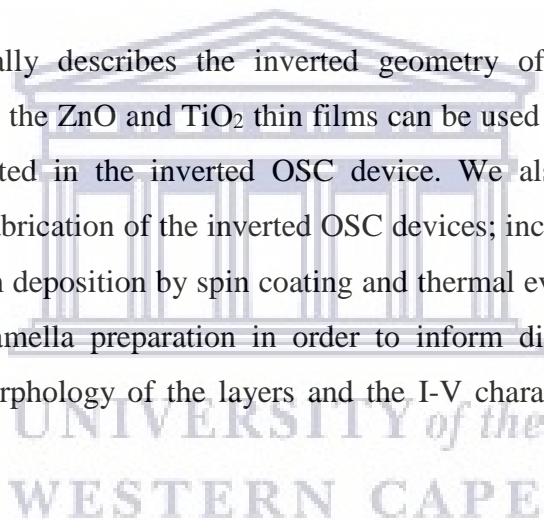 ally describes the inverted geometry of
the ZnO and TiO₂ thin films can be used
ted in the inverted OSC device. We als
abrication of the inverted OSC devices; inc
n deposition by spin coating and thermal ev
amella preparation in order to inform di
rphology of the layers and the I-V chara
UNIVERSITY of the
WESTERN CAPE